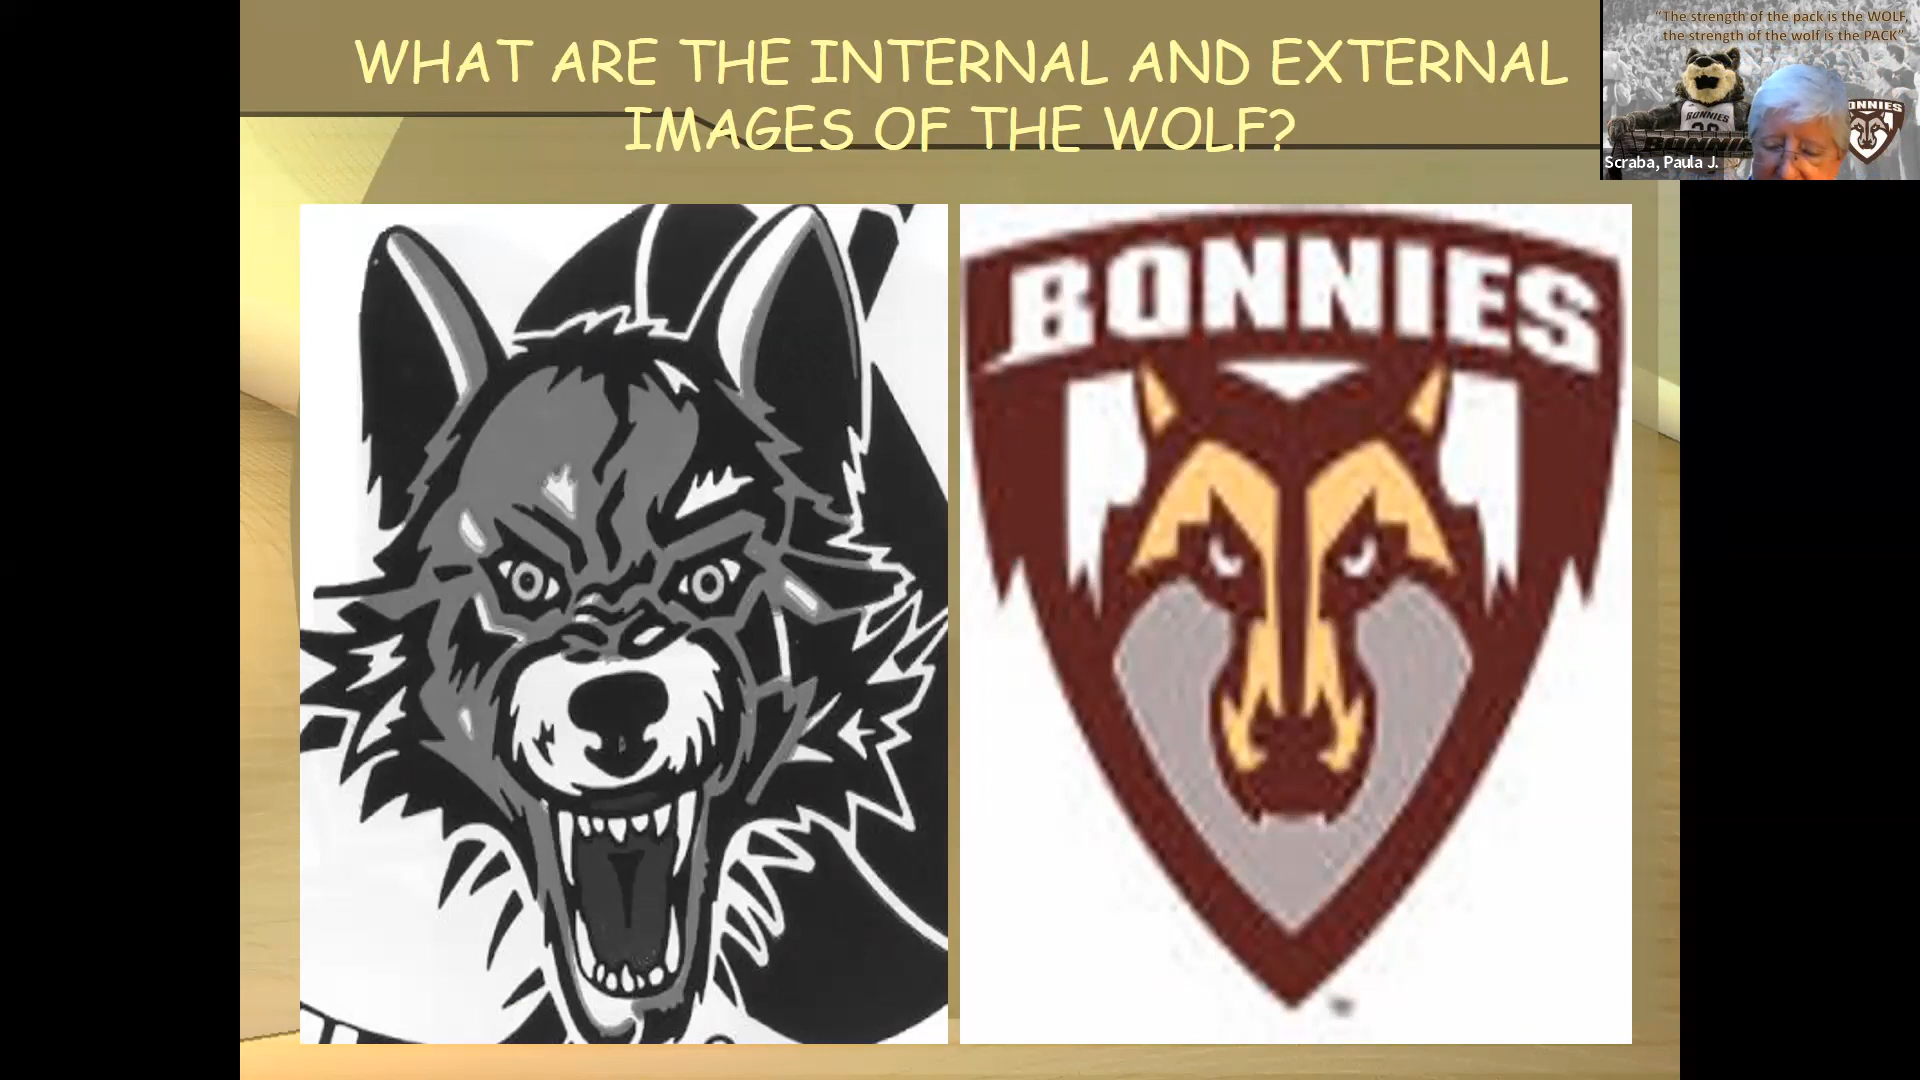 WHAT ARE THE INTERNAL AND EXTERNAL
IMAGES OF THE WOLF?
"The strength of the pack is the WOLF,
the strength of the wolf is the PACK"
BONNIES
Scraba, Paula J.
BONNIES